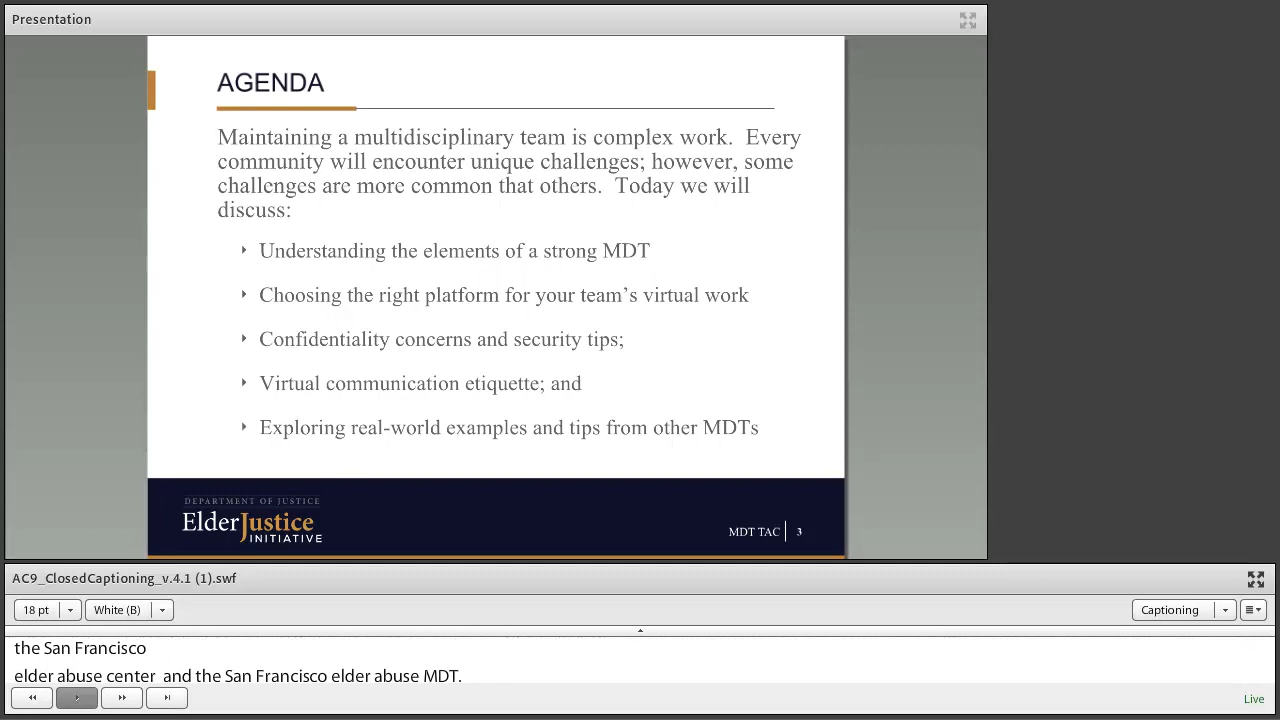 Presentation
AGENDA
Maintaining a multidisciplinary team is complex work.  Every
community will encounter unique challenges; however, some
challenges are more common that others.  Today we will
discuss:
Understanding the elements of a strong MDT
Choosing the right platform for your team's virtual work
Confidentiality concerns and security tips;
Virtual communication etiquette; and
Exploring real-world examples and tips from other MDTs
DEPARTMENT OF JUSTICE
ElderJustice
INITIATIVE
MDT TAC 3
AC9_ClosedCaptioning_v.4.1 (1).swf
18 pt White (B) Captioning
the San Francisco
elder abuse center  and the San Francisco elder abuse MDT.
Live